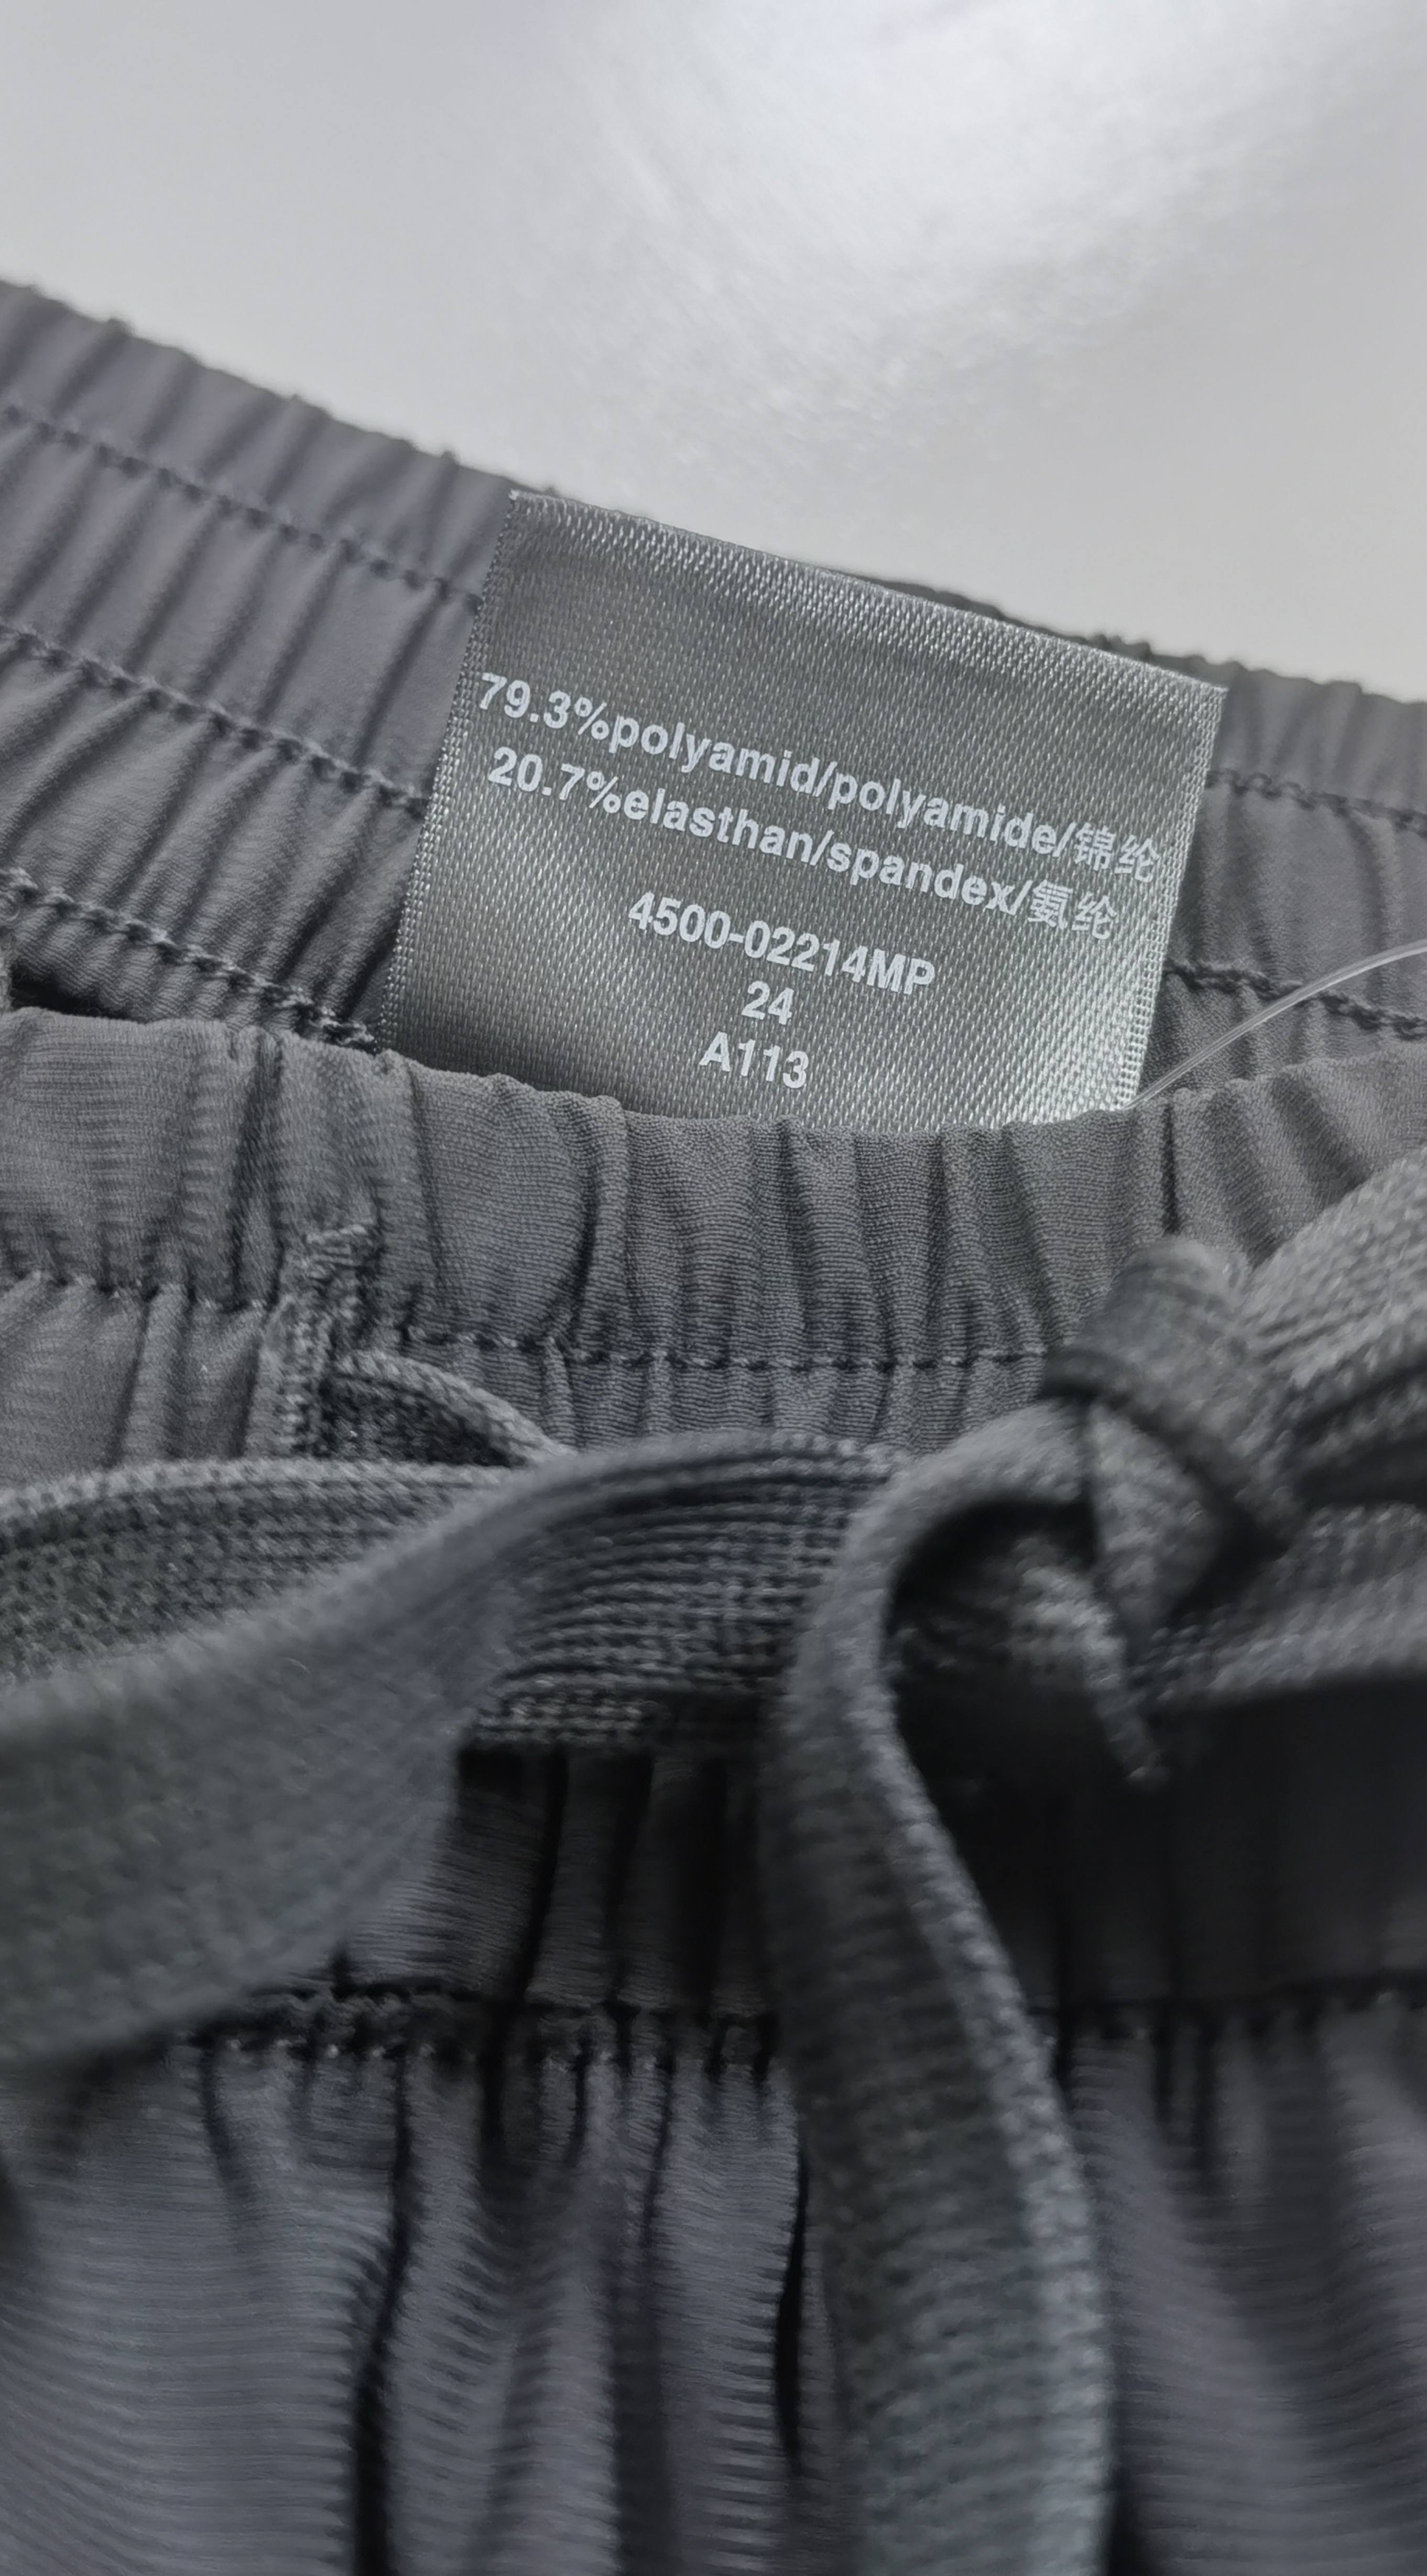 79.3%polyamid/polyamide/锦纶
20.7%elasthan/spandex/氨纶
4500-02214MP
24
A113